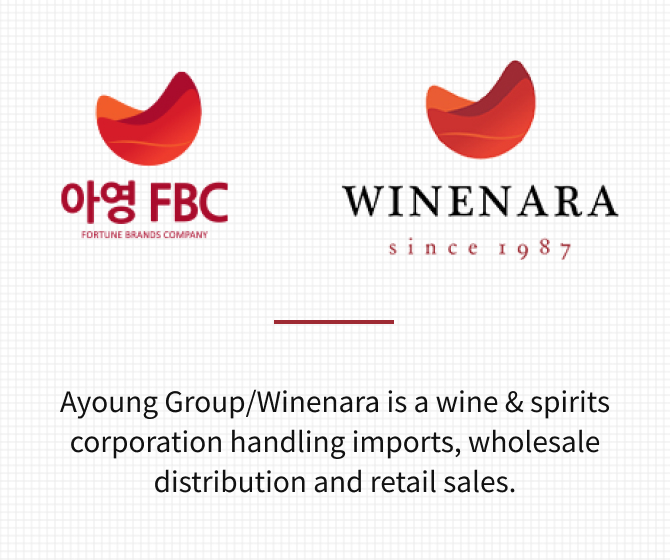 아영 FBC
FORTUNE BRANDS COMPANY
WINENARA
since 1987
Ayoung Group/Winenara is a wine & spirits
corporation handling imports, wholesale
distribution and retail sales.